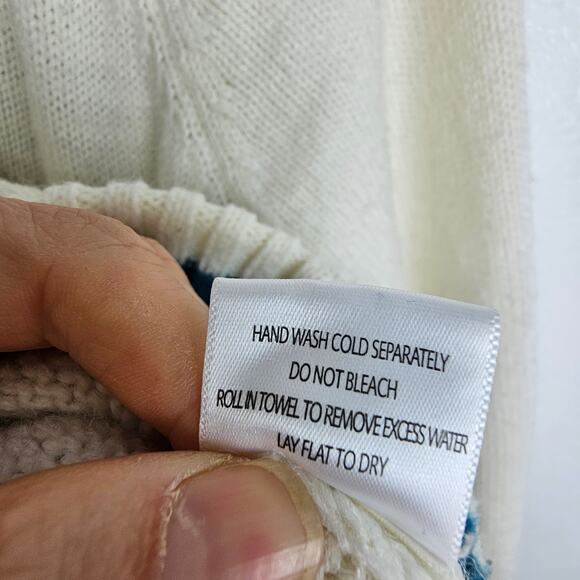 HAND WASH COLD SEPARATELY
DO NOT BLEACH
ROLL IN TOWEL TO REMOVE EXCESS WATER
LAY FLAT TO DRY